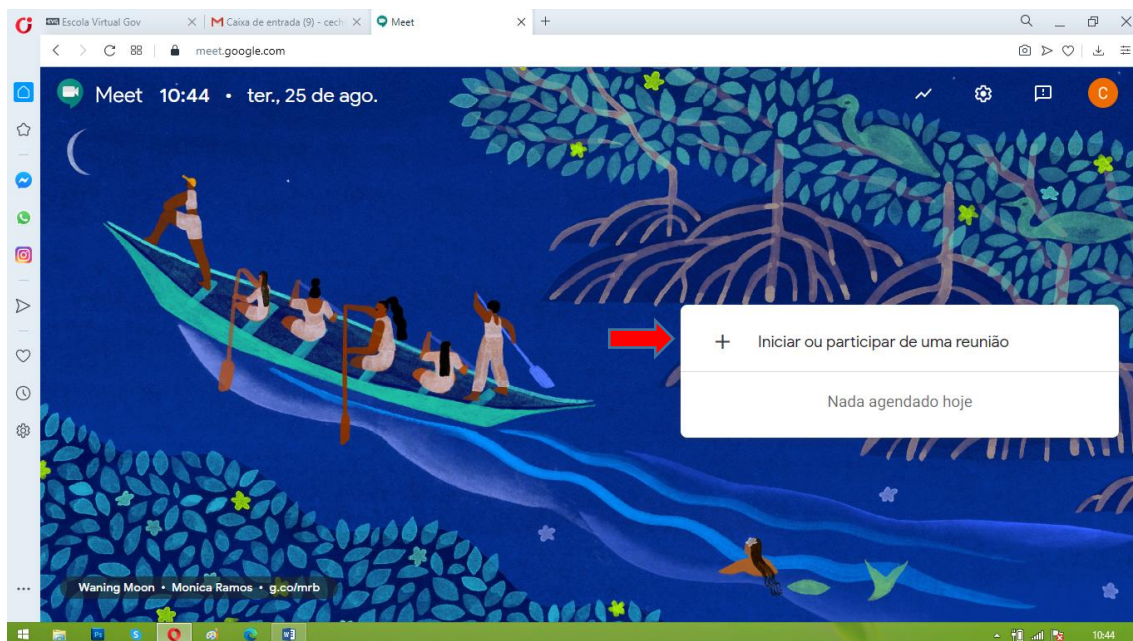 Escola Virtual Gov
Caixa de entrada (9) - cech
Meet
meet.google.com
Meet 10:44 • ter., 25 de ago.
C
Iniciar ou participar de uma reunião
Nada agendado hoje
Waning Moon • Monica Ramos • g.co/mrb
10:44